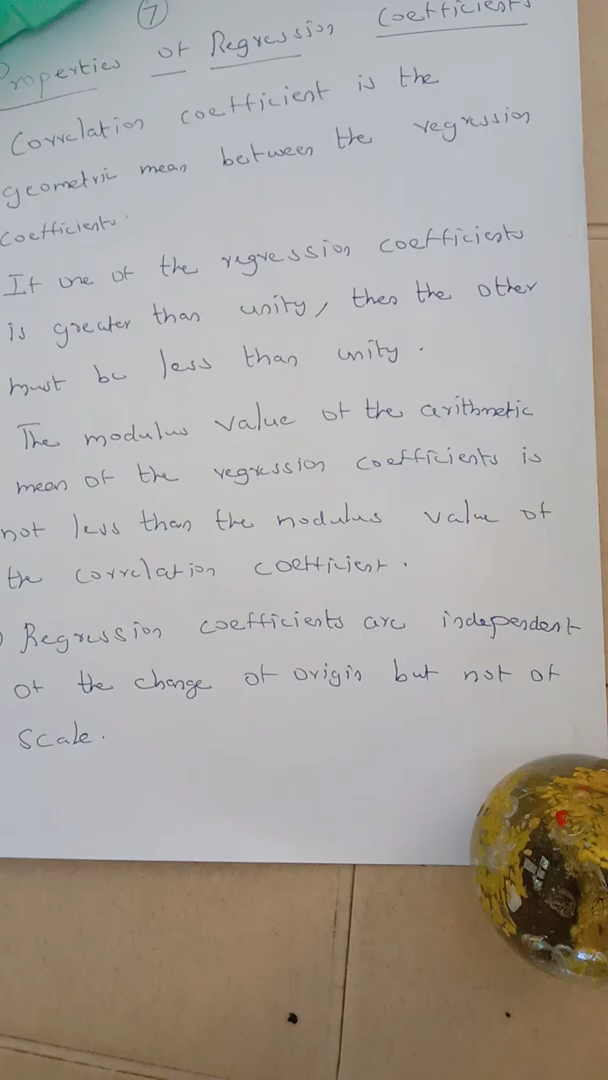 7
Properties of Regression Coefficients
Correlation coefficient is the
geometric mean between the regression
coefficients.
If one of the regression coefficients
is greater than unity, then the other
must be less than unity.
The modulus value of the arithmetic
mean of the regression coefficients is
not less than the modulus value of
the correlation coefficient.
) Regression coefficients are independent
of the change of origin but not of
scale.